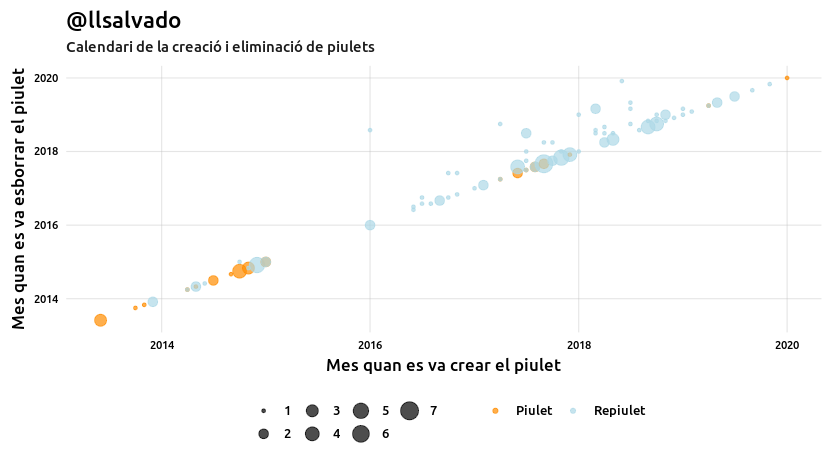 @llsalvado
Calendari de la creació i eliminació de piulets
Mes quan es va esborrar el piulet
2020
2018
2016
2014
2014 2016 2018 2020
Mes quan es va crear el piulet
1 3 5 7 Piulet Repiulet
2 4 6